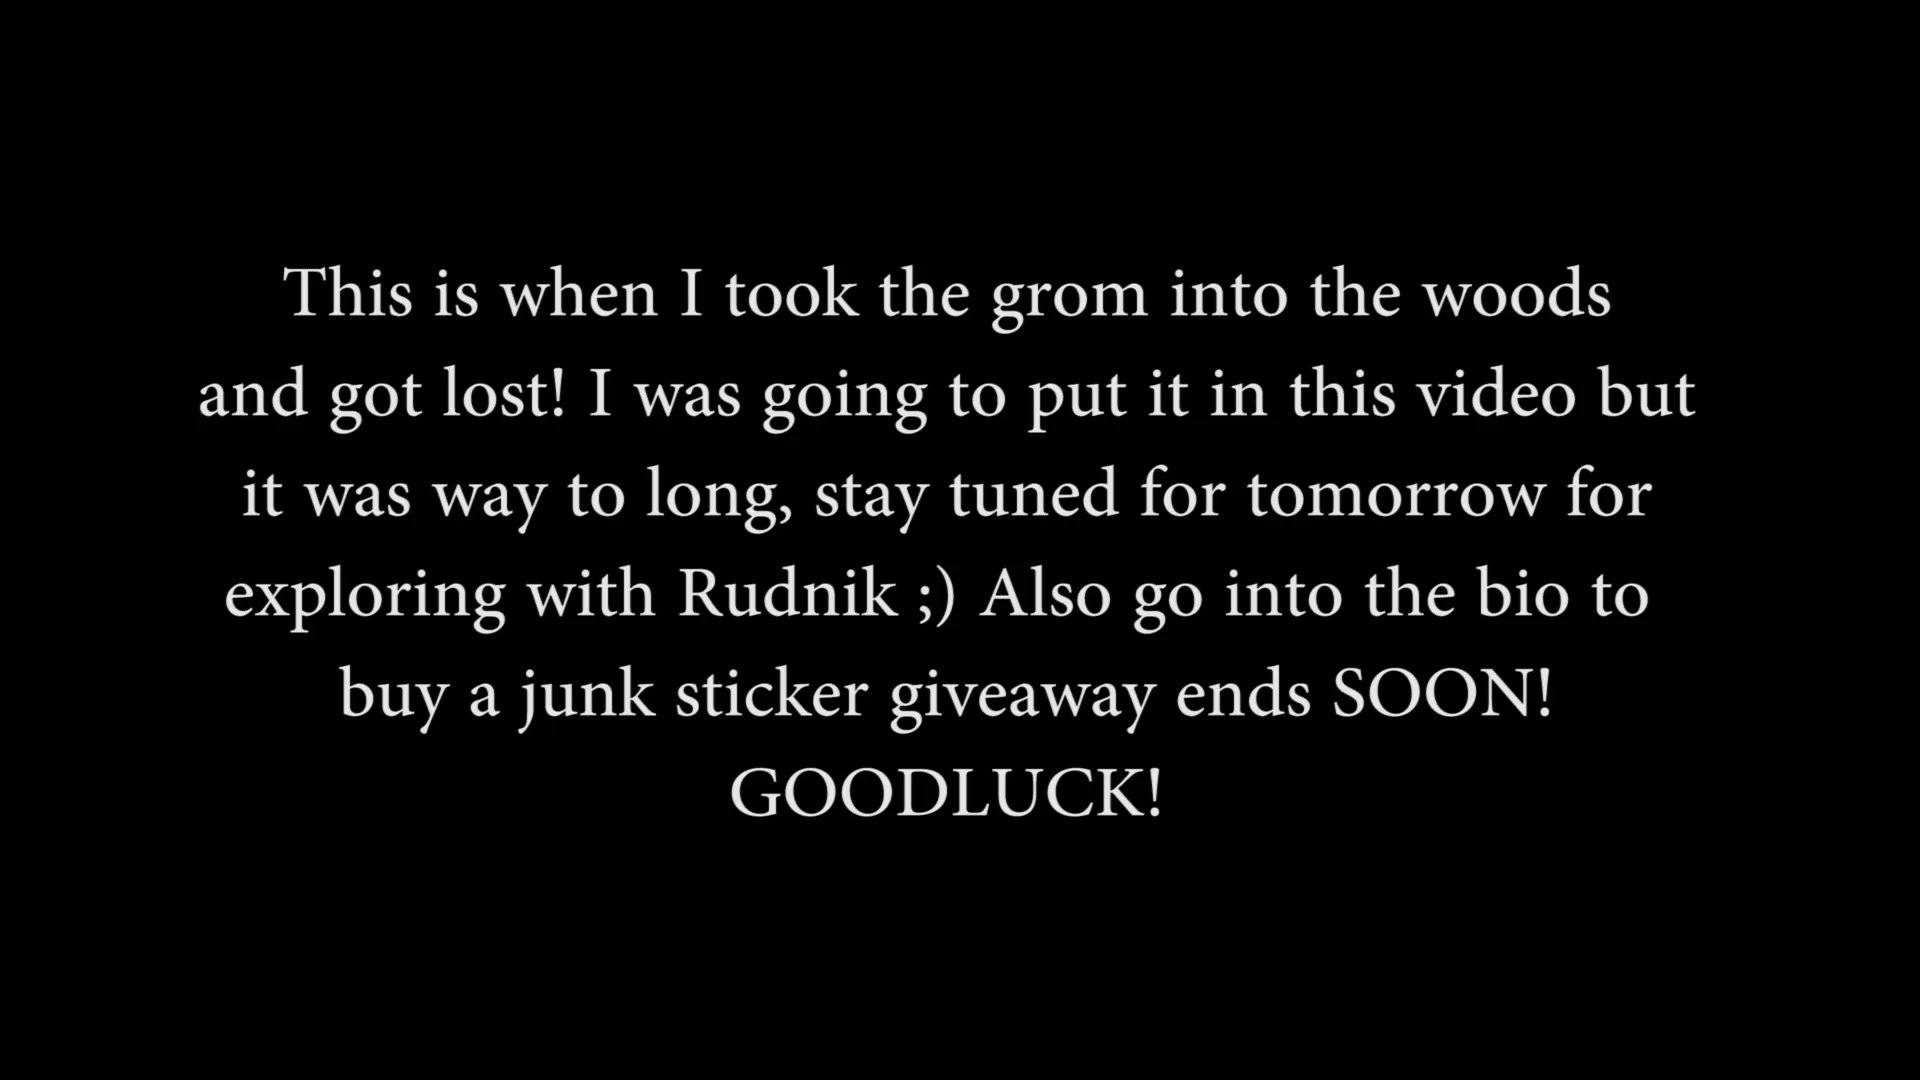 This is when I took the grom into the woods
and got lost! I was going to put it in this video but
it was way to long, stay tuned for tomorrow for
exploring with Rudnik ;) Also go into the bio to
buy a junk sticker giveaway ends SOON!
GOODLUCK!